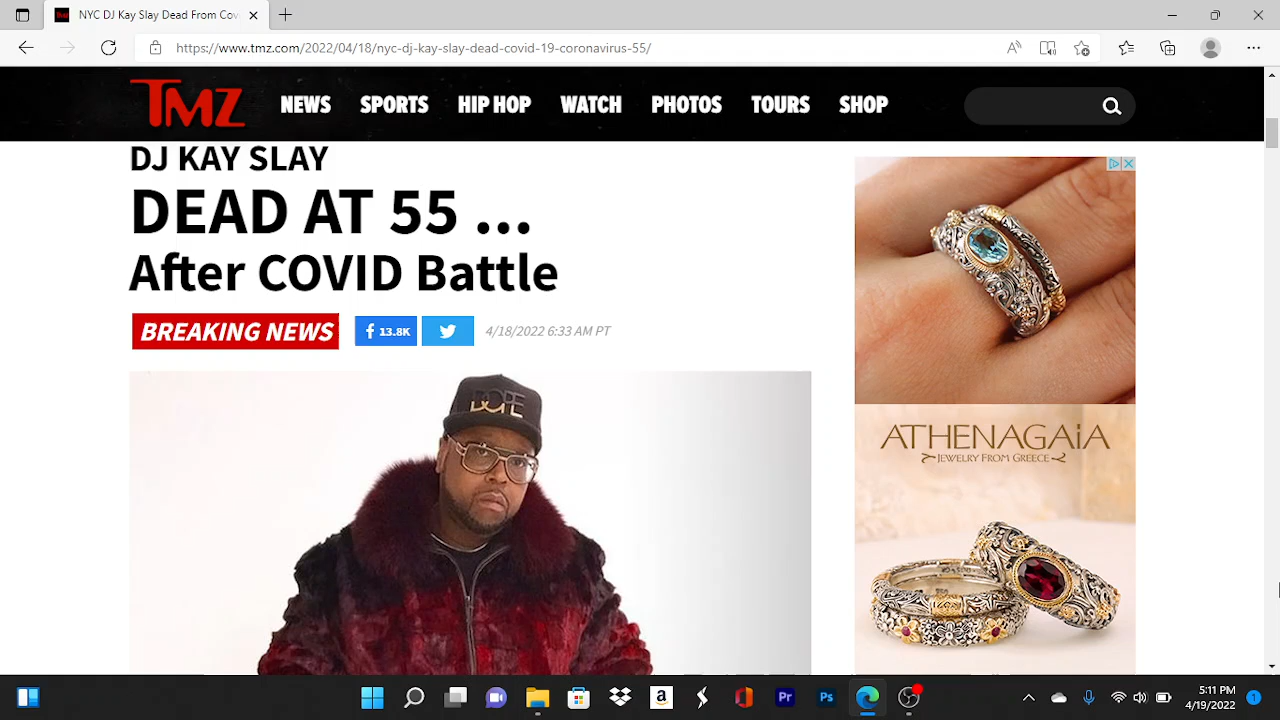 NYC DJ Kay Slay Dead From Cov
https://www.tmz.com/2022/04/18/nyc-dj-kay-slay-dead-covid-19-coronavirus-55/
TMZ NEWS SPORTS HIP HOP WATCH PHOTOS TOURS SHOP
DJ KAY SLAY
DEAD AT 55 ...
After COVID Battle
BREAKING NEWS f 13.8K 4/18/2022 6:33 AM PT
DOPE
ATHENAGAiA
JEWELRY FROM GREECE
5:11 PM
4/19/2022